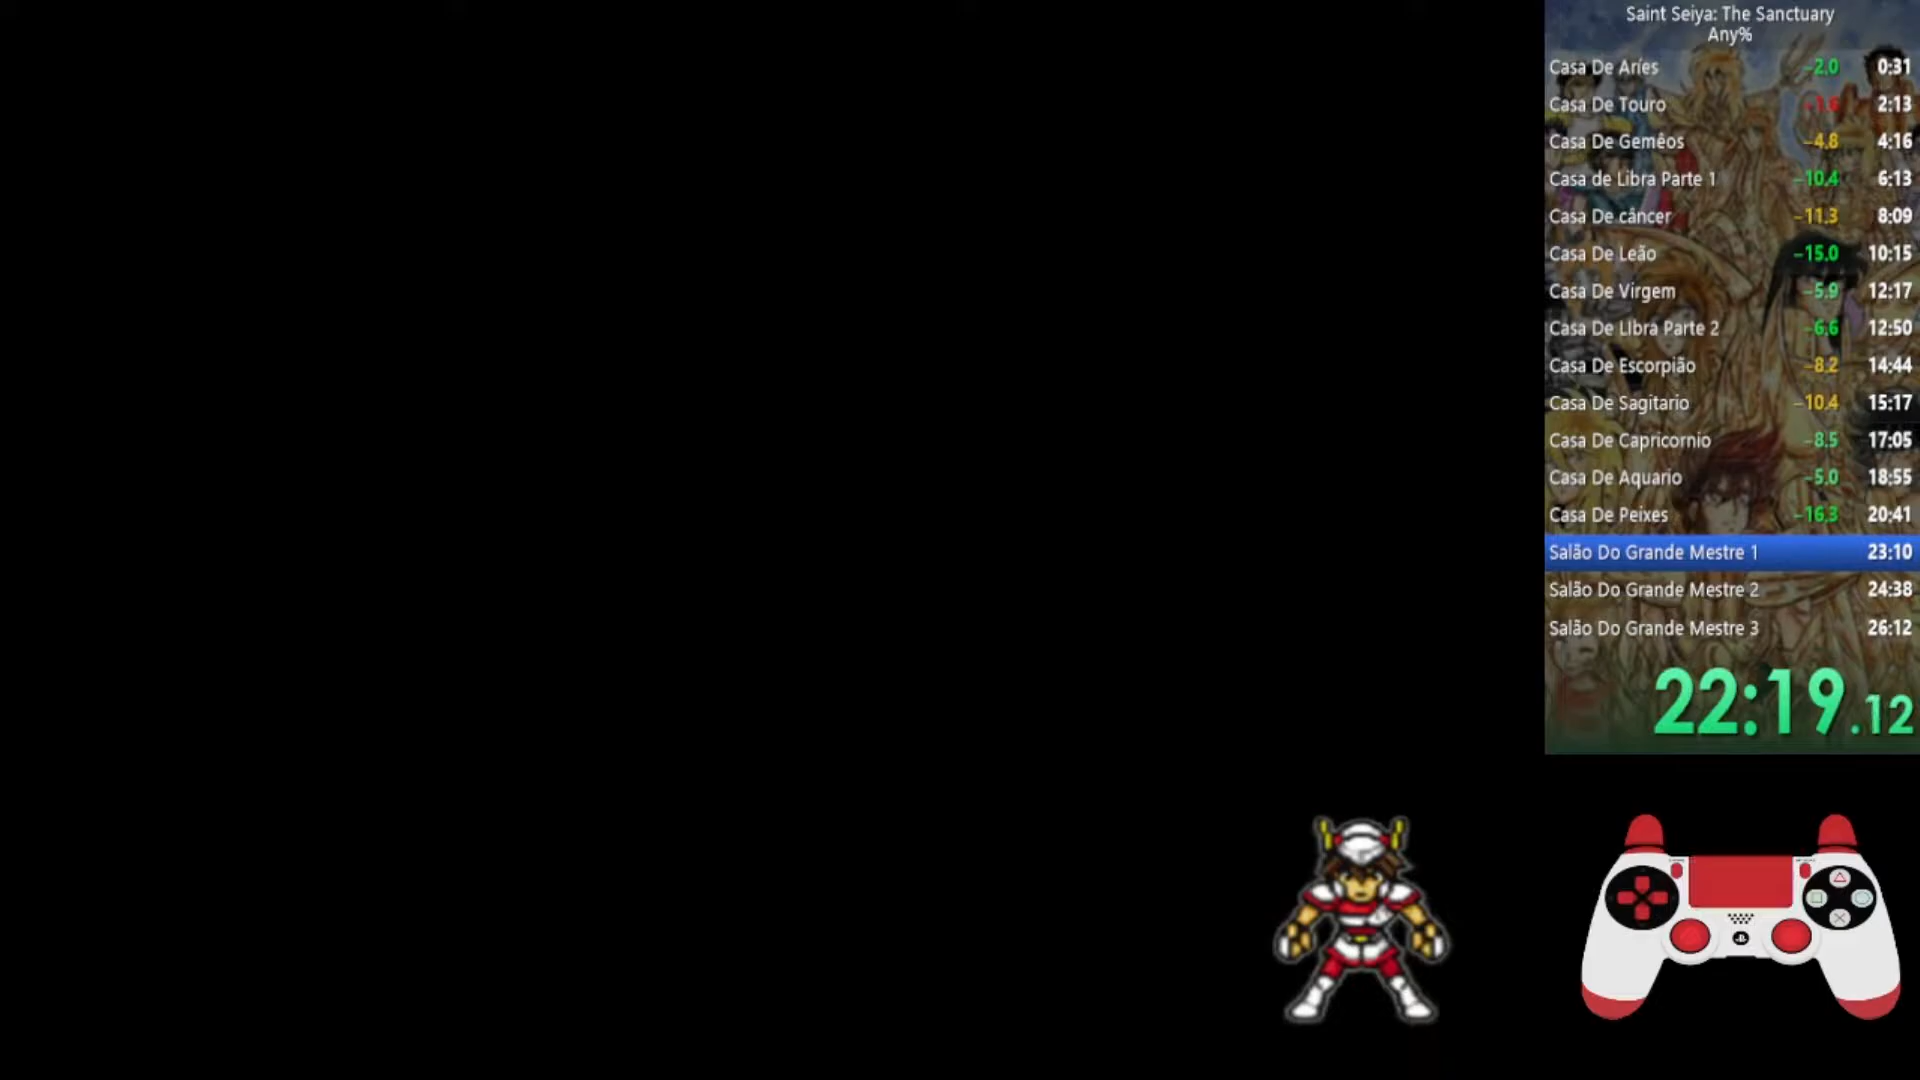 Saint Seiya: The Sanctuary
Any%
Casa De Aríes -2.0 0:31
Casa De Touro -1.6 2:13
Casa De Gemêos -4.8 4:16
Casa de Libra Parte 1 -10.4 6:13
Casa De câncer -11.3 8:09
Casa De Leão -15.0 10:15
Casa De Virgem -5.9 12:17
Casa De LIbra Parte 2 -6.6 12:50
Casa De Escorpião -8.2 14:44
Casa De Sagitario -10.4 15:17
Casa De Capricornio -8.5 17:05
Casa De Aquario -5.0 18:55
Casa De Peixes -16.3 20:41
Salão Do Grande Mestre 1 23:10
Salão Do Grande Mestre 2 24:38
Salão Do Grande Mestre 3 26:12
22:19.12